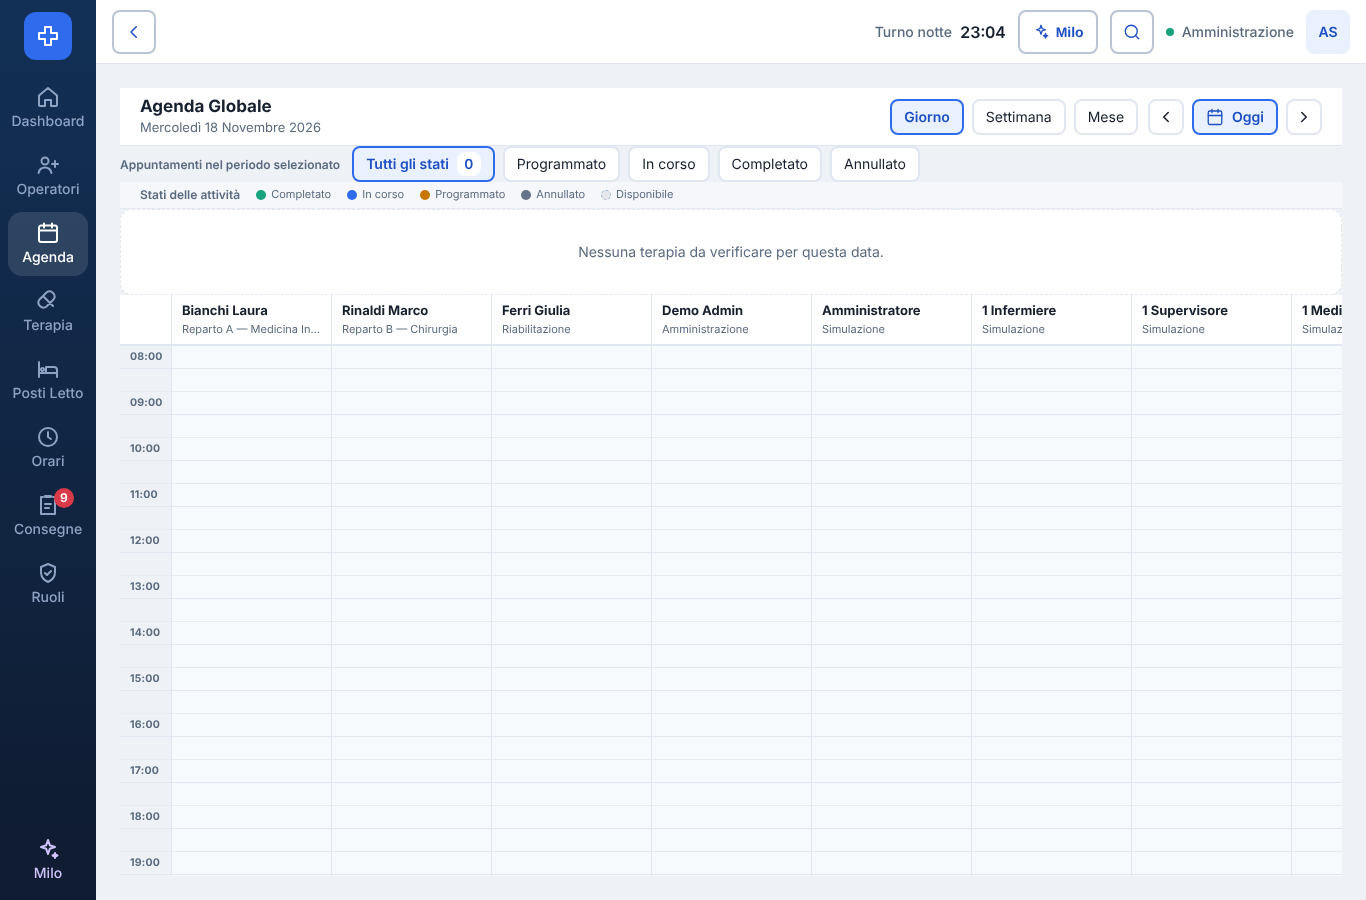 Turno notte 23:04 Milo Amministrazione AS
Dashboard
Operatori
Agenda
Terapia
Posti Letto
Orari
9
Consegne
Ruoli
Milo
Agenda Globale
Mercoledì 18 Novembre 2026
Giorno Settimana Mese Oggi
Appuntamenti nel periodo selezionato Tutti gli stati 0 Programmato In corso Completato Annullato
Stati delle attività Completato In corso Programmato Annullato Disponibile
Nessuna terapia da verificare per questa data.
Bianchi Laura Rinaldi Marco Ferri Giulia Demo Admin Amministratore 1 Infermiere 1 Supervisore 1 Medi
Reparto A — Medicina In... Reparto B — Chirurgia Riabilitazione Amministrazione Simulazione Simulazione Simulazione Simulaz
08:00
09:00
10:00
11:00
12:00
13:00
14:00
15:00
16:00
17:00
18:00
19:00